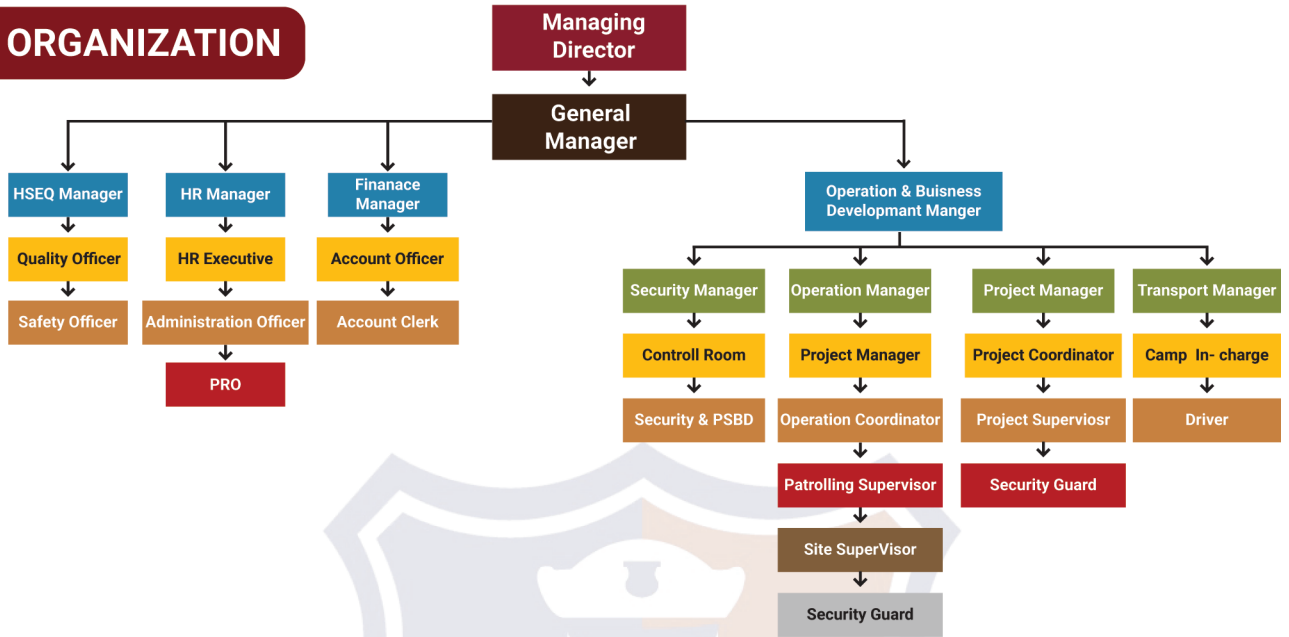 ORGANIZATION
Managing
Director
General
Manager
HSEQ Manager
HR Manager
Finanace
Manager
Operation & Buisness
Developmant Manger
Quality Officer
HR Executive
Account Officer
Safety Officer
Administration Officer
Account Clerk
PRO
Security Manager
Operation Manager
Project Manager
Transport Manager
Controll Room
Project Manager
Project Coordinator
Camp In- charge
Security & PSBD
Operation Coordinator
Project Superviosr
Driver
Patrolling Supervisor
Security Guard
Site SuperVisor
Security Guard